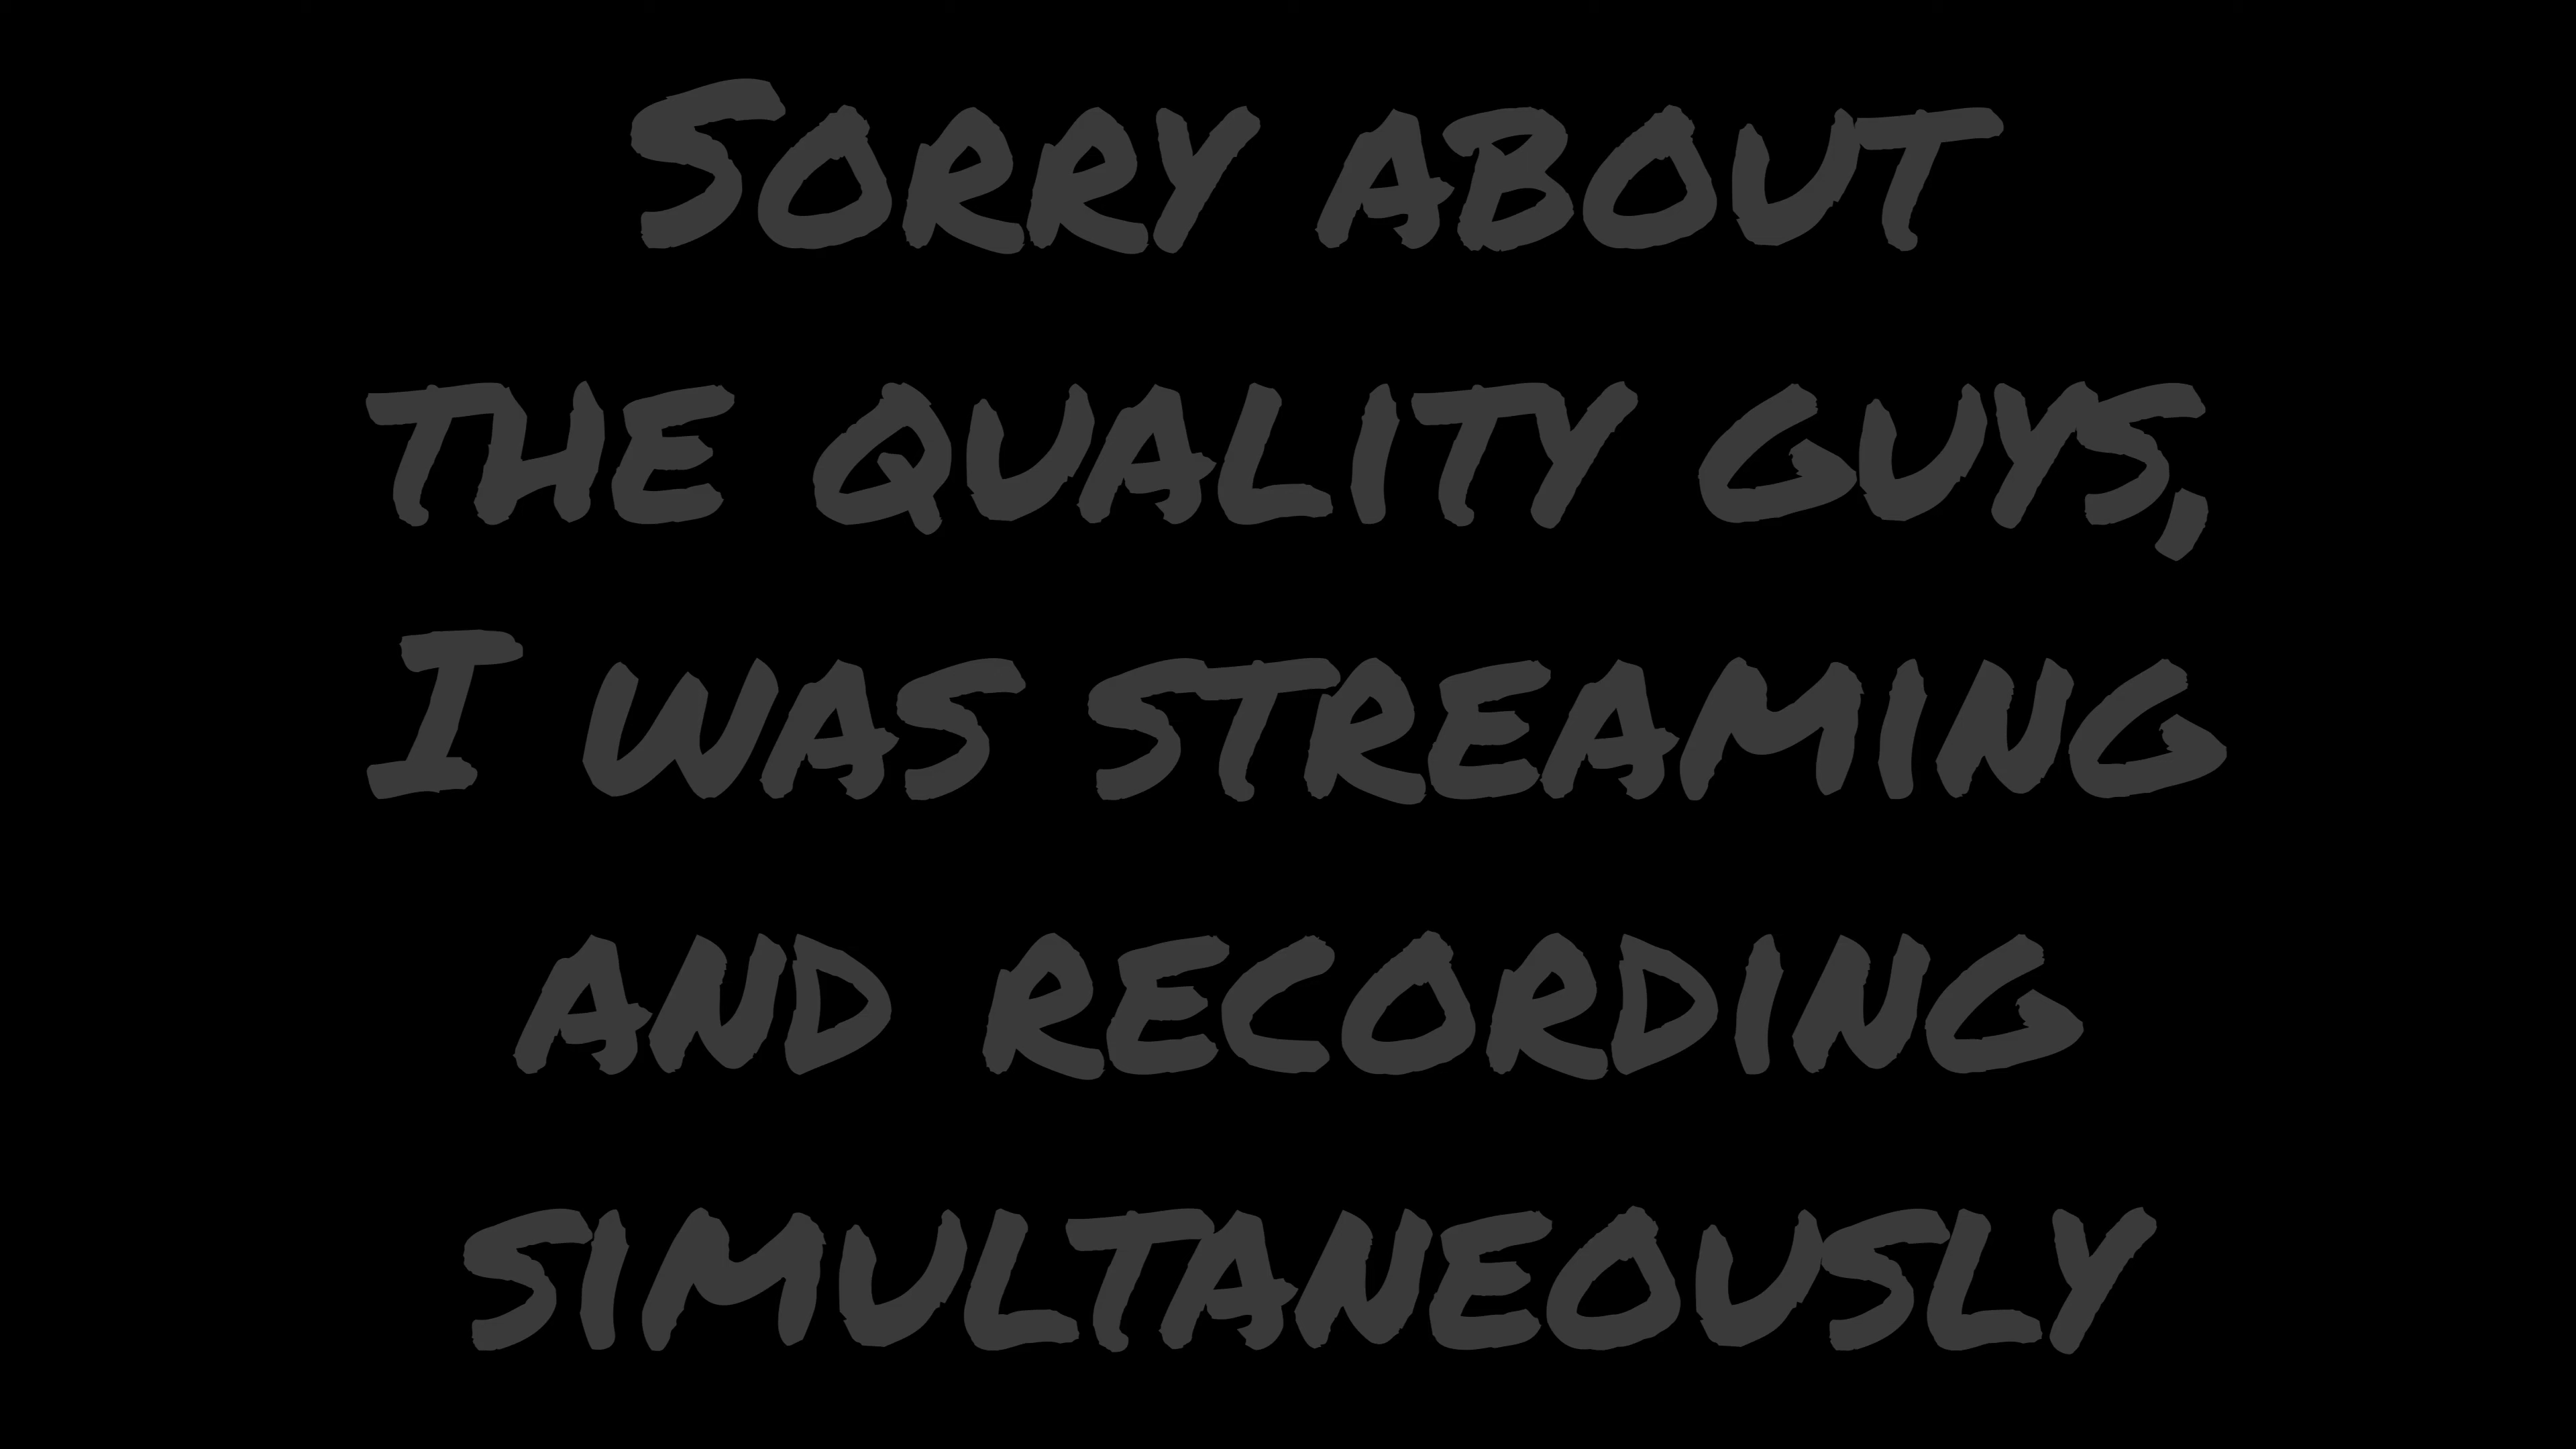 Sorry about
the quality guys,
I was streaming
and recording
simultaneously